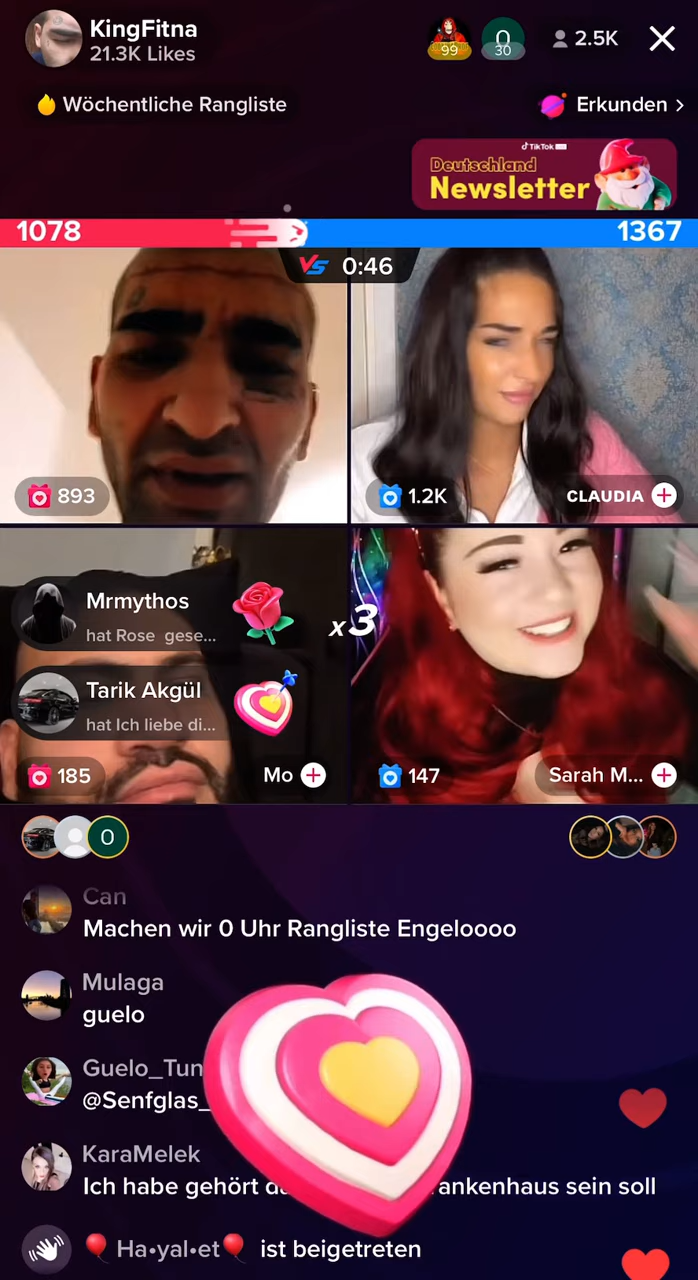 KingFitna
21.3K Likes
99
0
30
2.5K
Wöchentliche Rangliste
Erkunden >
TikTok
Deutschland
Newsletter
1078
1367
VS 0:46
893
1.2K
CLAUDIA
Mrmythos
hat Rose gese...
x3
Tarik Akgül
hat Ich liebe di...
185
Mo
147
Sarah M...
0
Can
Machen wir 0 Uhr Rangliste Engeloooo
Mulaga
guelo
Guelo_Tun
@Senfglas_
KaraMelek
Ich habe gehört ankenhaus sein soll
Ha•yal•et ist beigetreten